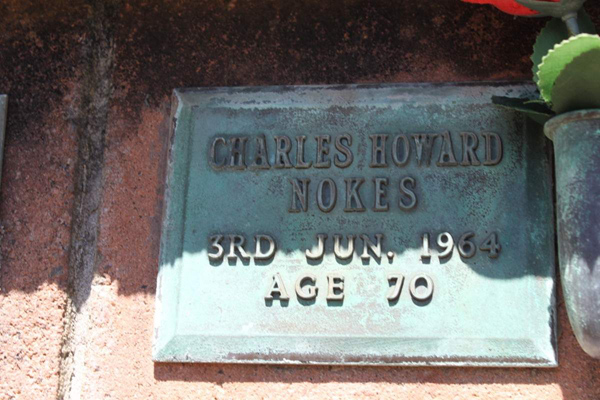 CHARLES HOWARD
NOKES
3RD JUN. 1964
AGE 70